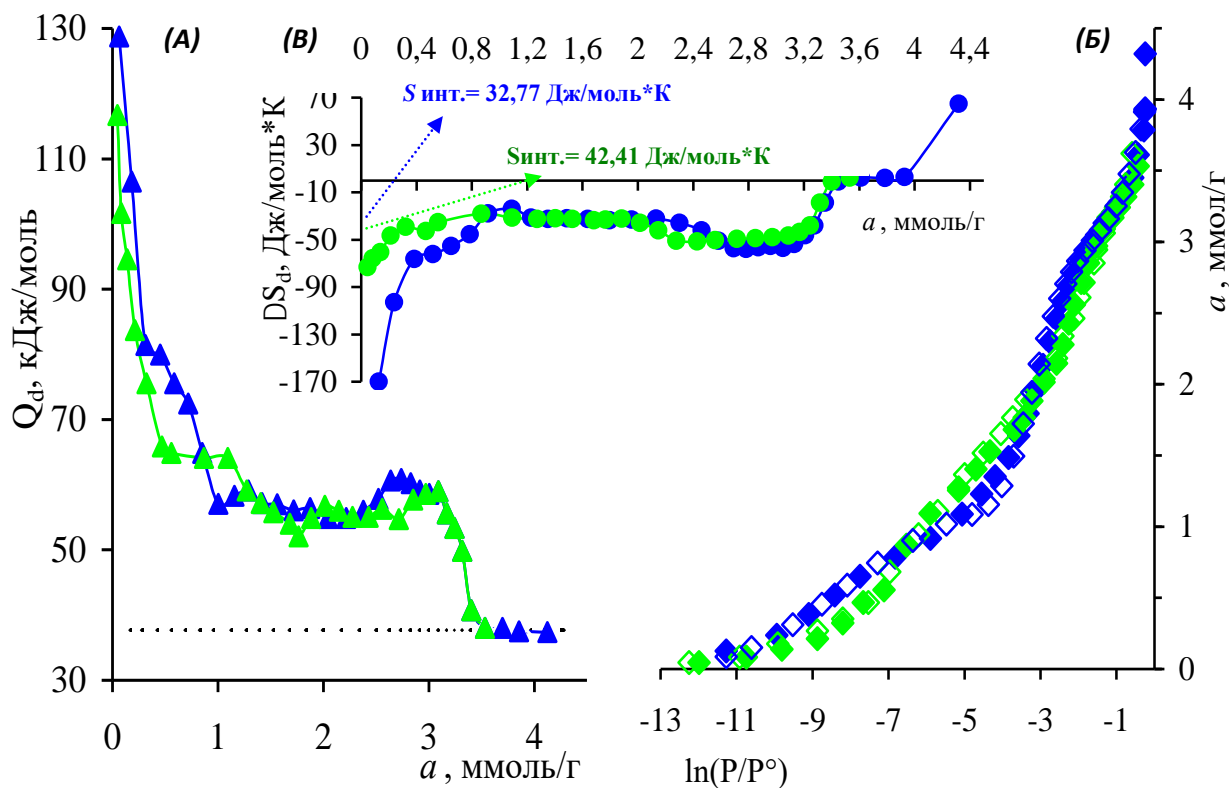 (А)
130
110
90
70
50
30
Q_d, кДж/моль
0 1 2 3 4
a , ммоль/г
(В)
0 0,4 0,8 1,2 1,6 2 2,4 2,8 3,2 3,6 4 4,4
S инт.= 32,77 Дж/моль*К
Sинт.= 42,41 Дж/моль*К
70
30
-10
-50
-90
-130
-170
DS_d, Дж/моль*К
a , ммоль/г
(Б)
4
3
2
1
0
a , ммол/г
-13 -11 -9 -7 -5 -3 -1
ln(P/P°)